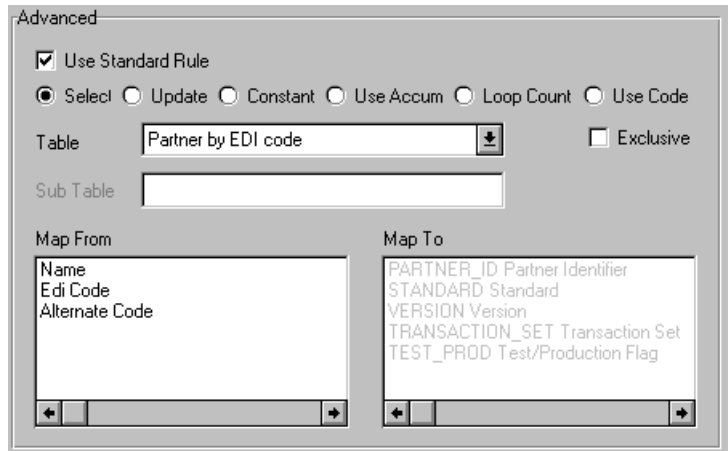 Advanced
Use Standard Rule
Select Update Constant Use Accum Loop Count Use Code
Table Partner by EDI code Exclusive
Sub Table
Map From Map To
Name PARTNER_ID Partner Identifier
Edi Code STANDARD Standard
Alternate Code VERSION Version
TRANSACTION_SET Transaction Set
TEST_PROD Test/Production Flag